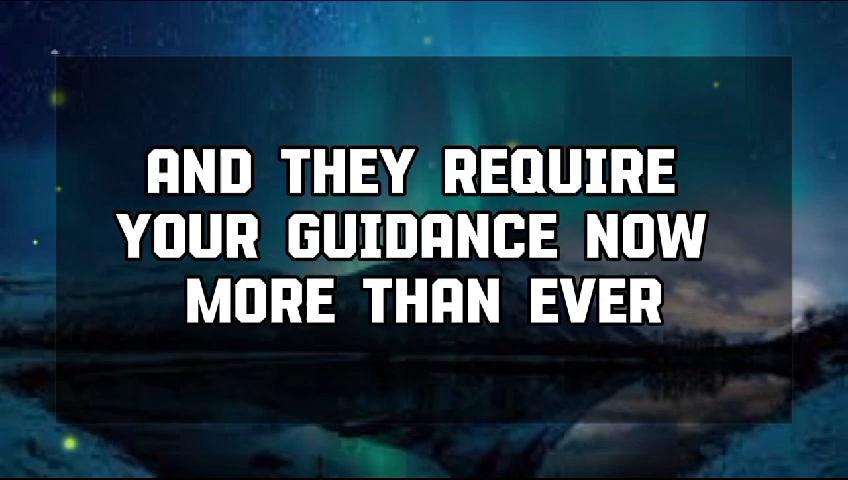 AND THEY REQUIRE
YOUR GUIDANCE NOW
MORE THAN EVER